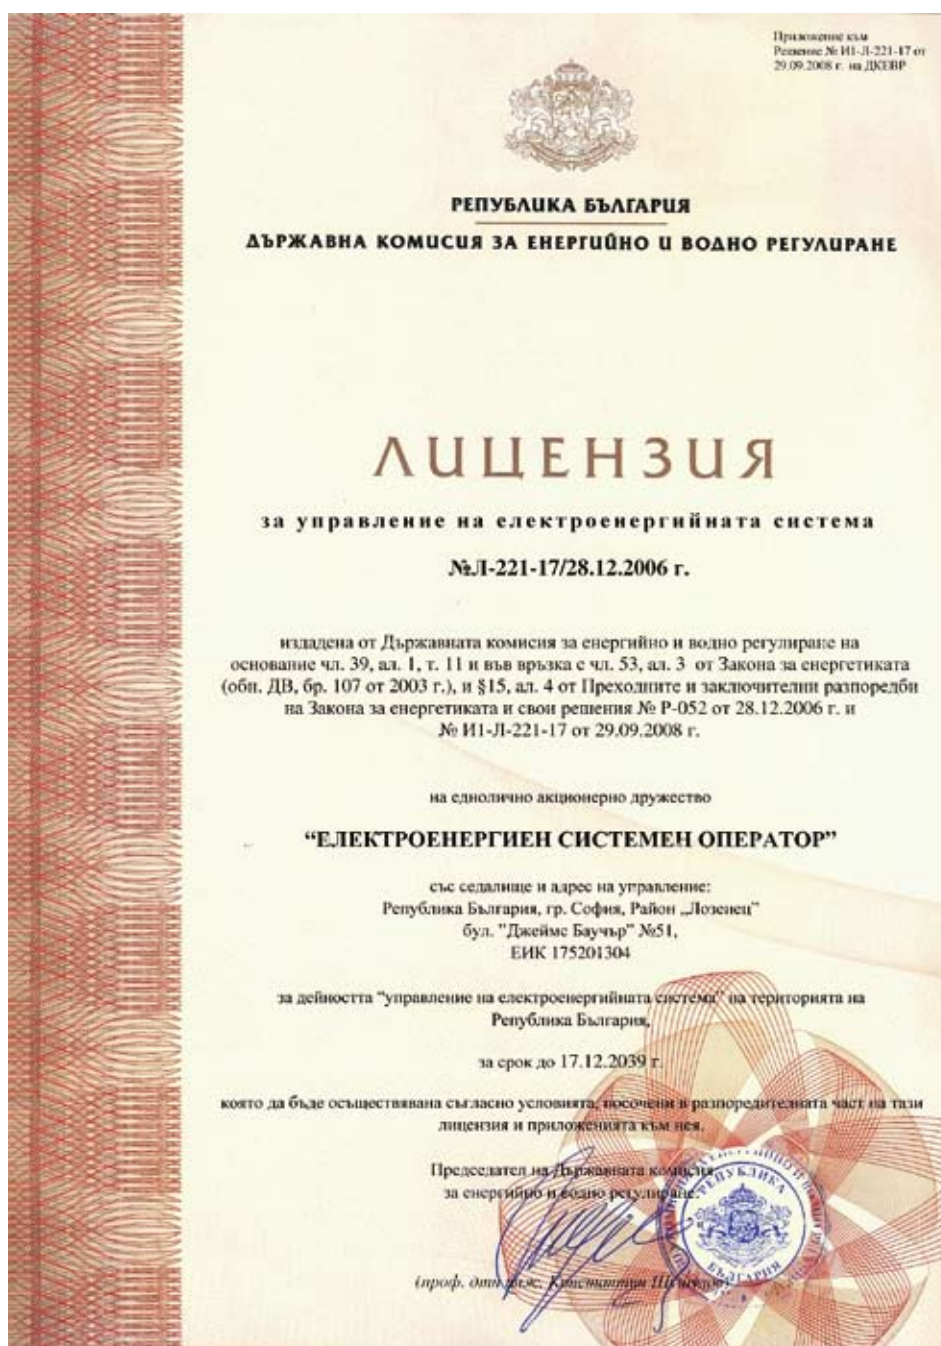 Приложение към
Решение № И1-Л-221-17 от
29.09.2008 г. на ДКЕВР
РЕПУБЛИКА БЪЛГАРИЯ
ДЪРЖАВНА КОМИСИЯ ЗА ЕНЕРГИЙНО И ВОДНО РЕГУЛИРАНЕ
ЛИЦЕНЗИЯ
за управление на електроенергийната система
№Л-221-17/28.12.2006 г.
издадена от Държавната комисия за енергийно и водно регулиране на
основание чл. 39, ал. 1, т. 11 и във връзка с чл. 53, ал. 3 от Закона за енергетиката
(обн. ДВ, бр. 107 от 2003 г.), и §15, ал. 4 от Преходните и заключителни разпоредби
на Закона за енергетиката и свои решения № Р-052 от 28.12.2006 г. и
№ И1-Л-221-17 от 29.09.2008 г.
на еднолично акционерно дружество
“ЕЛЕКТРОЕНЕРГИЕН СИСТЕМЕН ОПЕРАТОР”
със седалище и адрес на управление:
Република България, гр. София, Район „Лозенец”
бул. "Джеймс Баучър” №51,
ЕИК 175201304
за дейността “управление на електроенергийната система” на територията на
Република България,
за срок до 17.12.2039 г.
която да бъде осъществявана съгласно условията, посочени в разпоредителната част на тази
лицензия и приложенията към нея.
Председател на Държавната комисия
за енергийно и водно регулиране:
(проф. дтн инж. Константин
РЕПУБЛИКА
БЪЛГАРИЯ